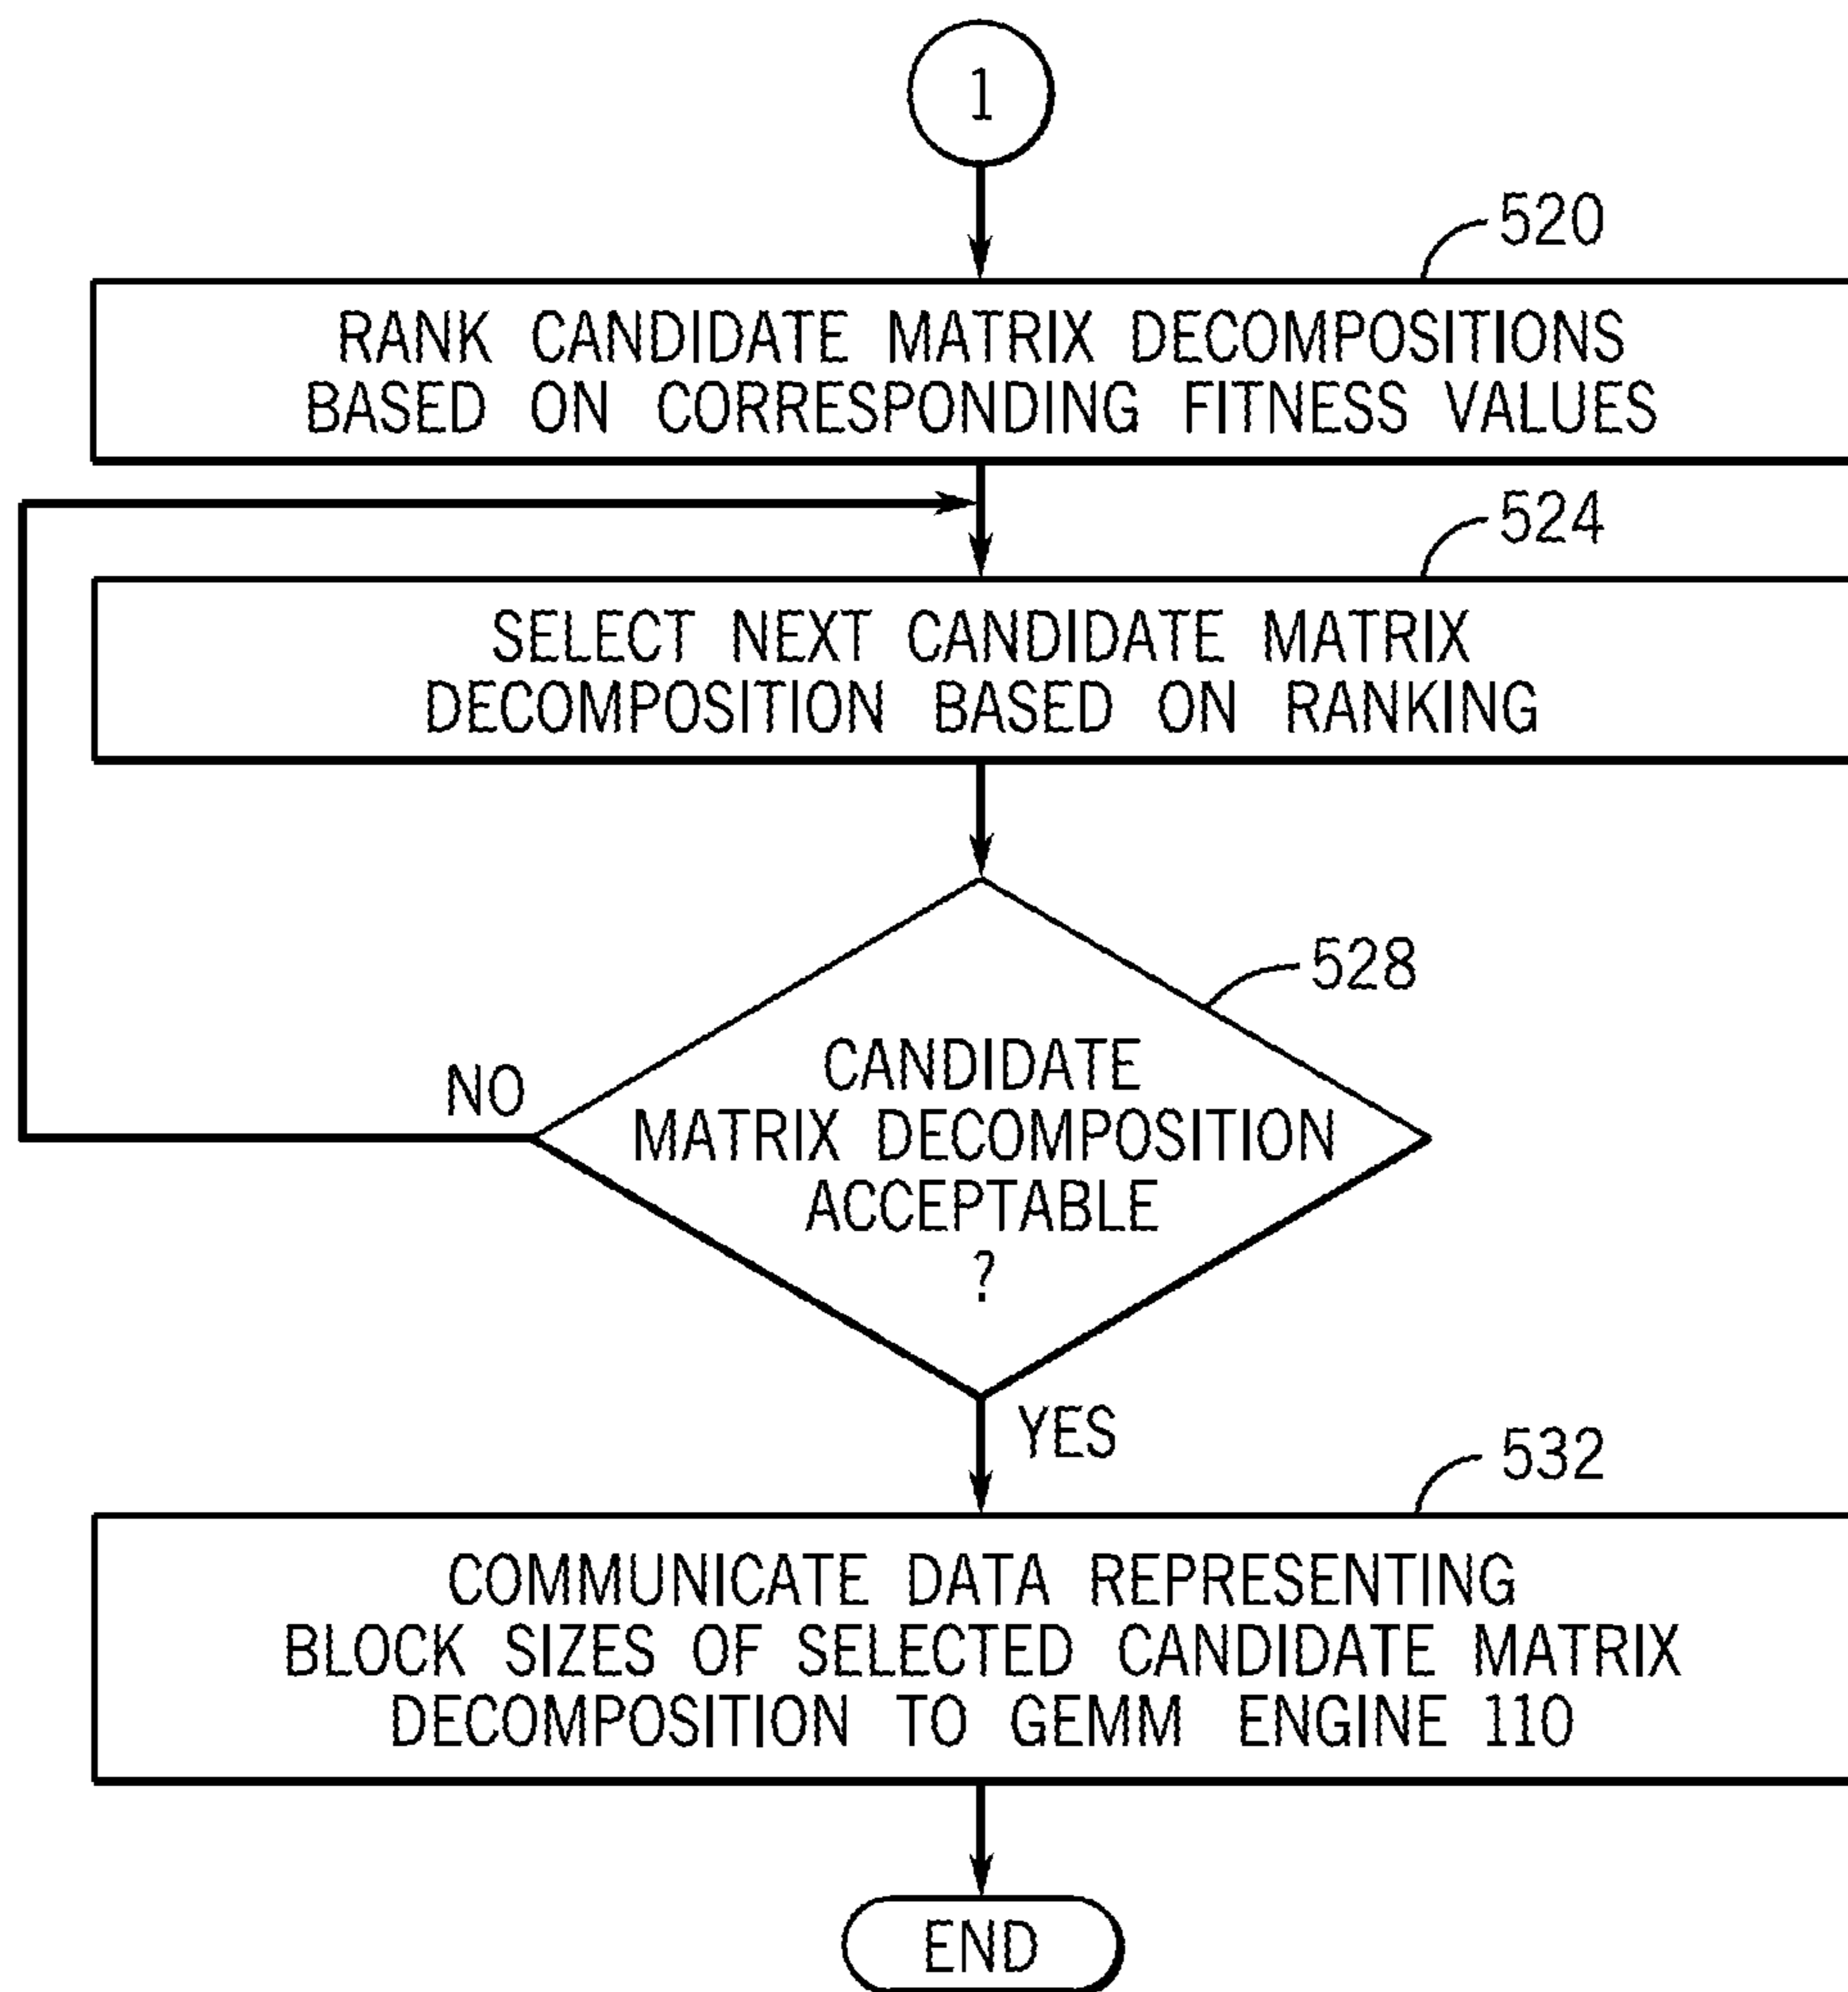 1
520
RANK CANDIDATE MATRIX DECOMPOSITIONS
BASED ON CORRESPONDING FITNESS VALUES
524
SELECT NEXT CANDIDATE MATRIX
DECOMPOSITION BASED ON RANKING
528
CANDIDATE
MATRIX DECOMPOSITION
ACCEPTABLE
?
NO
YES
532
COMMUNICATE DATA REPRESENTING
BLOCK SIZES OF SELECTED CANDIDATE MATRIX
DECOMPOSITION TO GEMM ENGINE 110
END